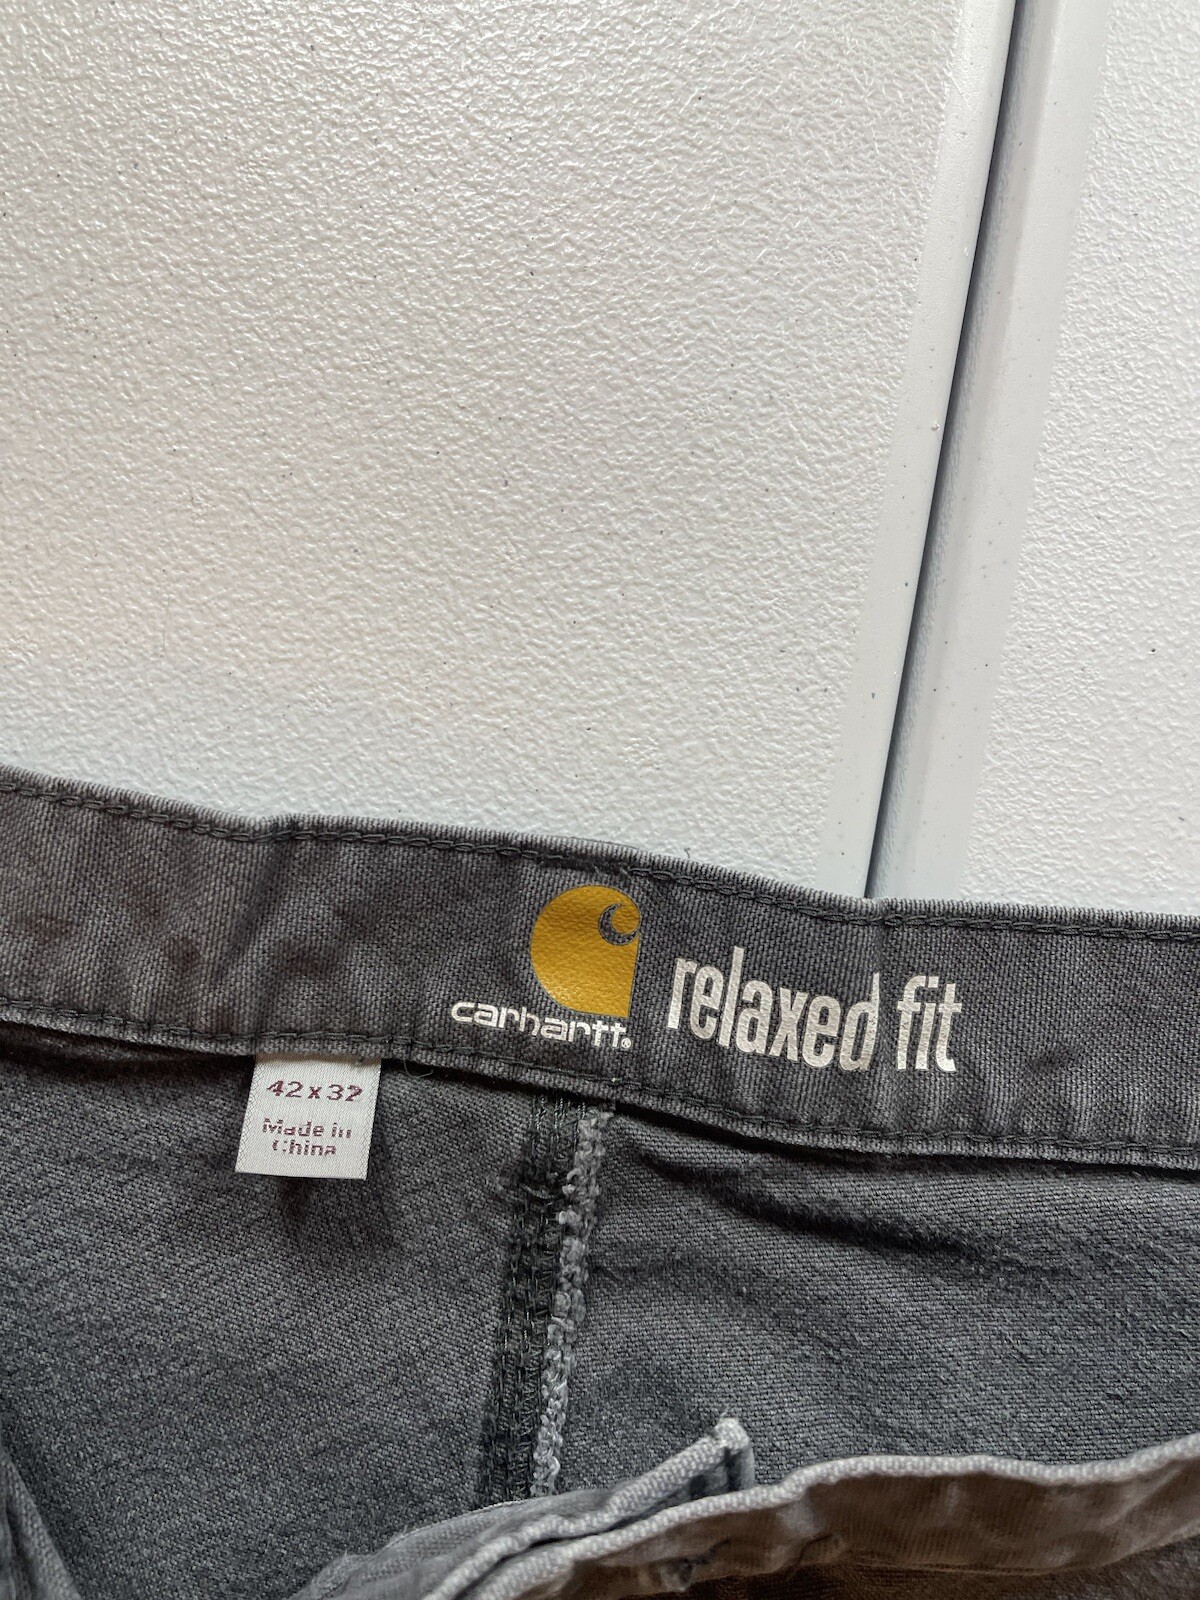 carhartt®
relaxed fit
42 x 32
Made in
China